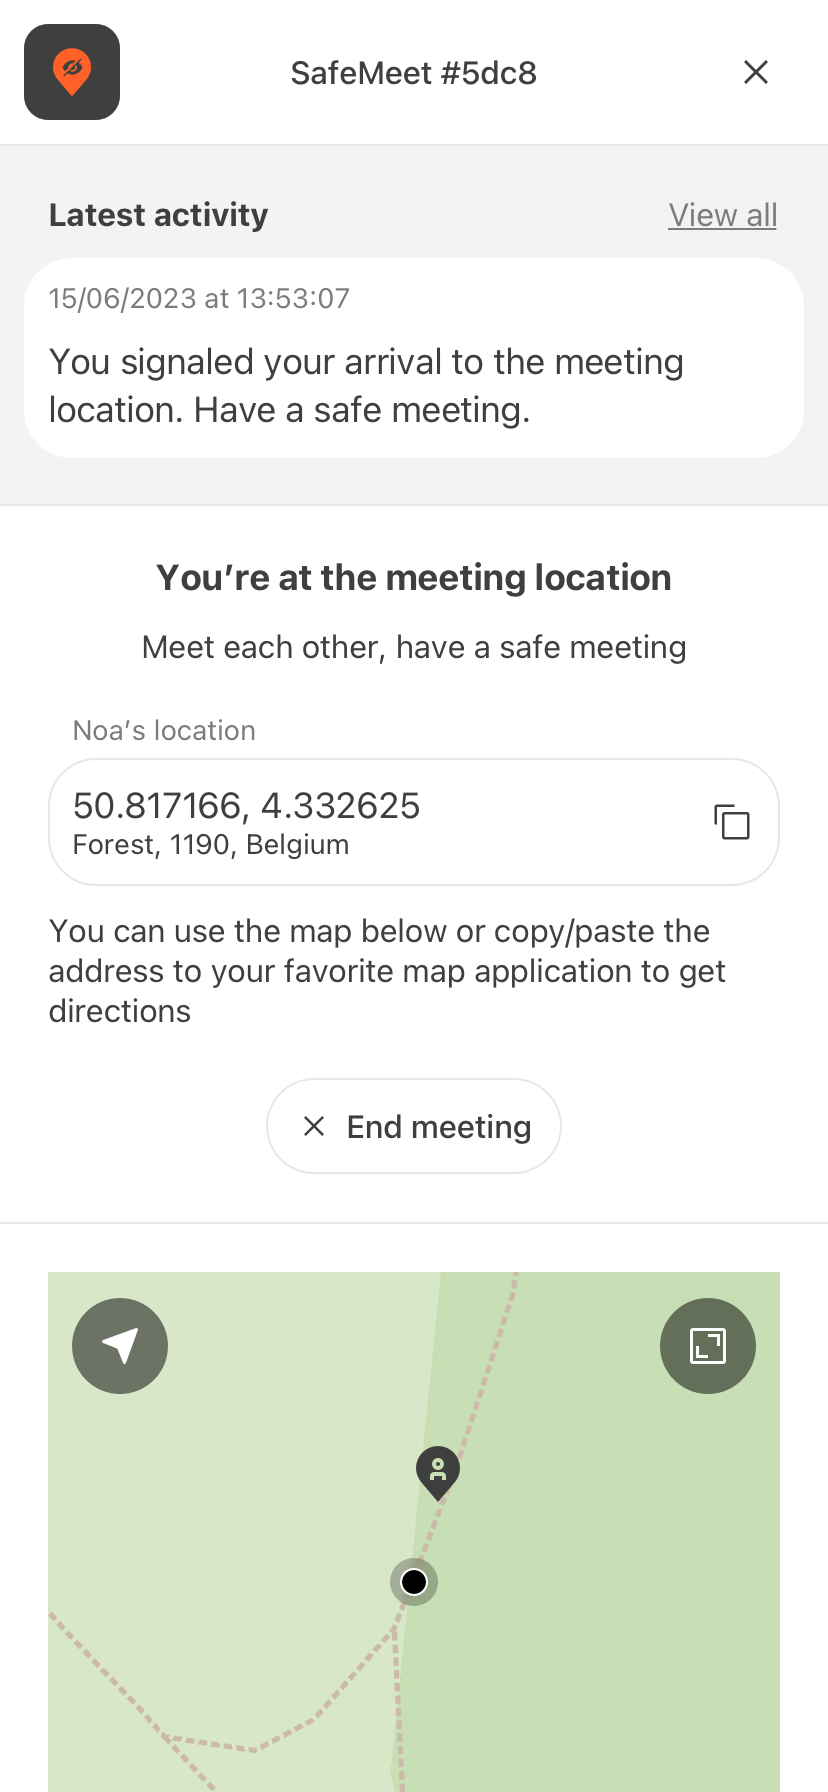 SafeMeet #5dc8
Latest activity
View all
15/06/2023 at 13:53:07
You signaled your arrival to the meeting
location. Have a safe meeting.
You’re at the meeting location
Meet each other, have a safe meeting
Noa’s location
50.817166, 4.332625
Forest, 1190, Belgium
You can use the map below or copy/paste the
address to your favorite map application to get
directions
End meeting